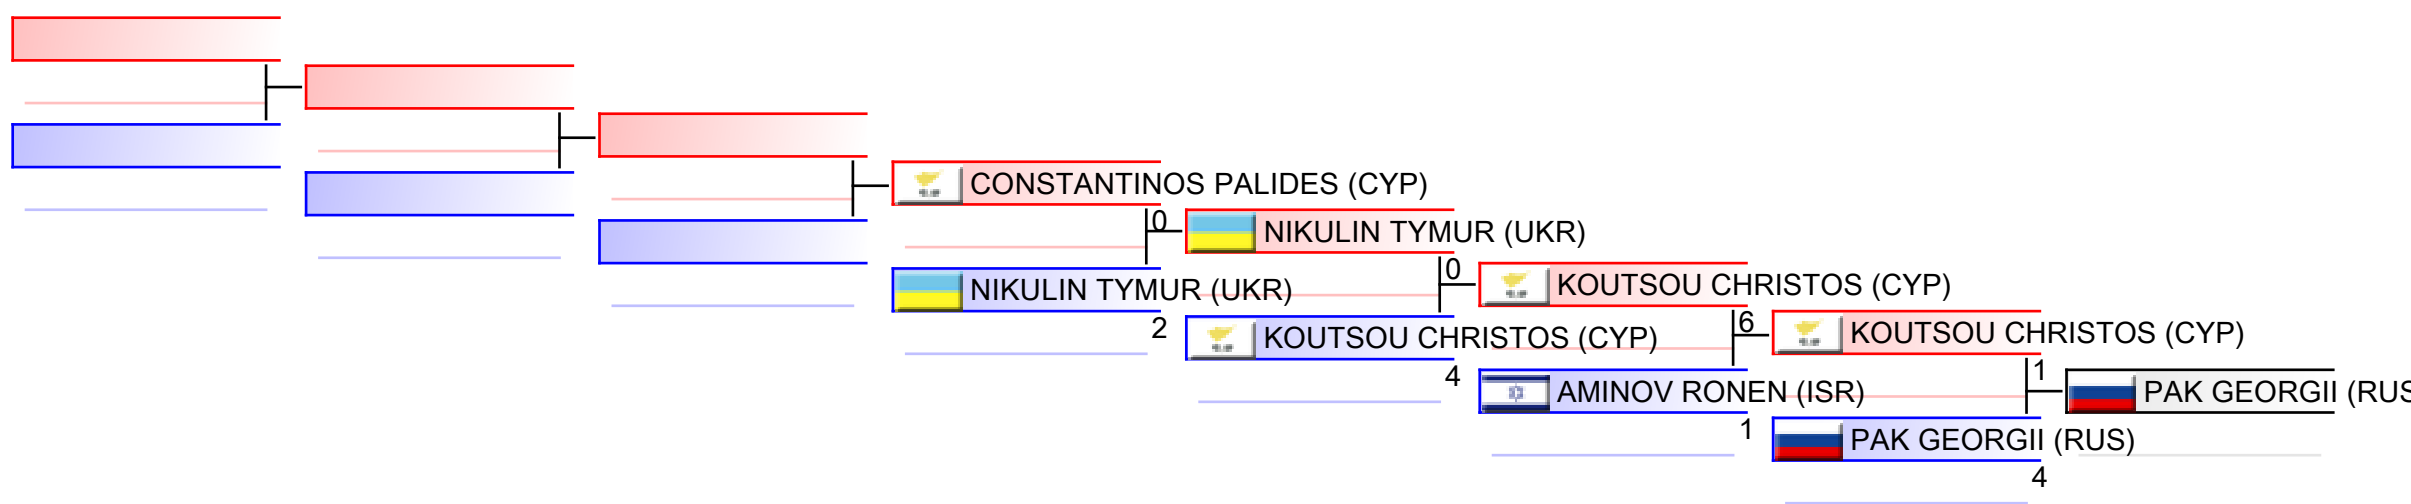 CONSTANTINOS PALIDES (CYP)
0
NIKULIN TYMUR (UKR)
2
NIKULIN TYMUR (UKR)
0
KOUTSOU CHRISTOS (CYP)
4
KOUTSOU CHRISTOS (CYP)
6
AMINOV RONEN (ISR)
1
KOUTSOU CHRISTOS (CYP)
1
PAK GEORGII (RUS)
4
PAK GEORGII (RUS